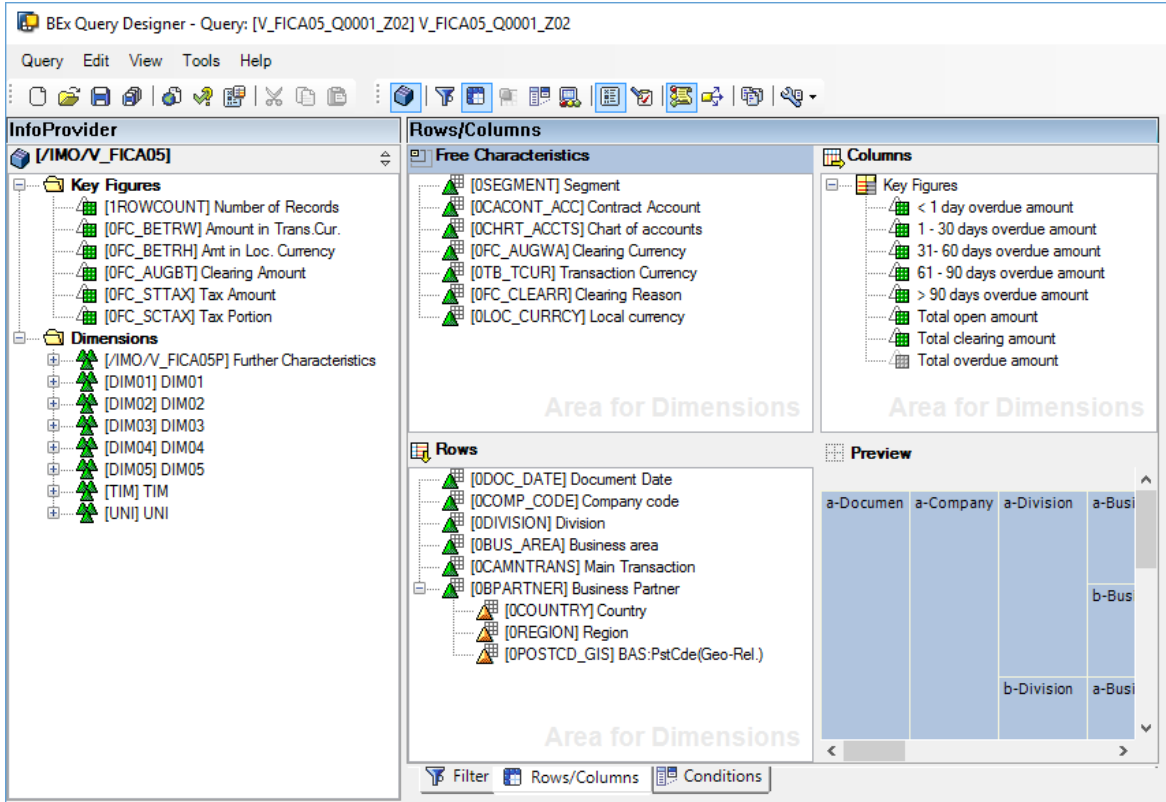 BEx Query Designer - Query: [V_FICA05_Q0001_Z02] V_FICA05_Q0001_Z02
Query Edit View Tools Help
InfoProvider
[/IMO/V_FICA05]
Key Figures
[1ROWCOUNT] Number of Records
[0FC_BETRW] Amount in Trans.Cur.
[0FC_BETRH] Amt in Loc. Currency
[0FC_AUGBT] Clearing Amount
[0FC_STTAX] Tax Amount
[0FC_SCTAX] Tax Portion
Dimensions
[/IMO/V_FICA05P] Further Characteristics
[DIM01] DIM01
[DIM02] DIM02
[DIM03] DIM03
[DIM04] DIM04
[DIM05] DIM05
[TIM] TIM
[UNI] UNI
Rows/Columns
Free Characteristics
[0SEGMENT] Segment
[0CACONT_ACC] Contract Account
[0CHRT_ACCTS] Chart of accounts
[0FC_AUGWA] Clearing Currency
[0TB_TCUR] Transaction Currency
[0FC_CLEARR] Clearing Reason
[0LOC_CURRCY] Local currency
Area for Dimensions
Columns
Key Figures
< 1 day overdue amount
1 - 30 days overdue amount
31- 60 days overdue amount
61 - 90 days overdue amount
> 90 days overdue amount
Total open amount
Total clearing amount
Total overdue amount
Area for Dimensions
Rows
[0DOC_DATE] Document Date
[0COMP_CODE] Company code
[0DIVISION] Division
[0BUS_AREA] Business area
[0CAMNTRANS] Main Transaction
[0BPARTNER] Business Partner
[0COUNTRY] Country
[0REGION] Region
[0POSTCD_GIS] BAS:PstCde(Geo-Rel.)
Area for Dimensions
Preview
a-Documen a-Company a-Division a-Busi
b-Bus
b-Division a-Busi
Filter Rows/Columns Conditions